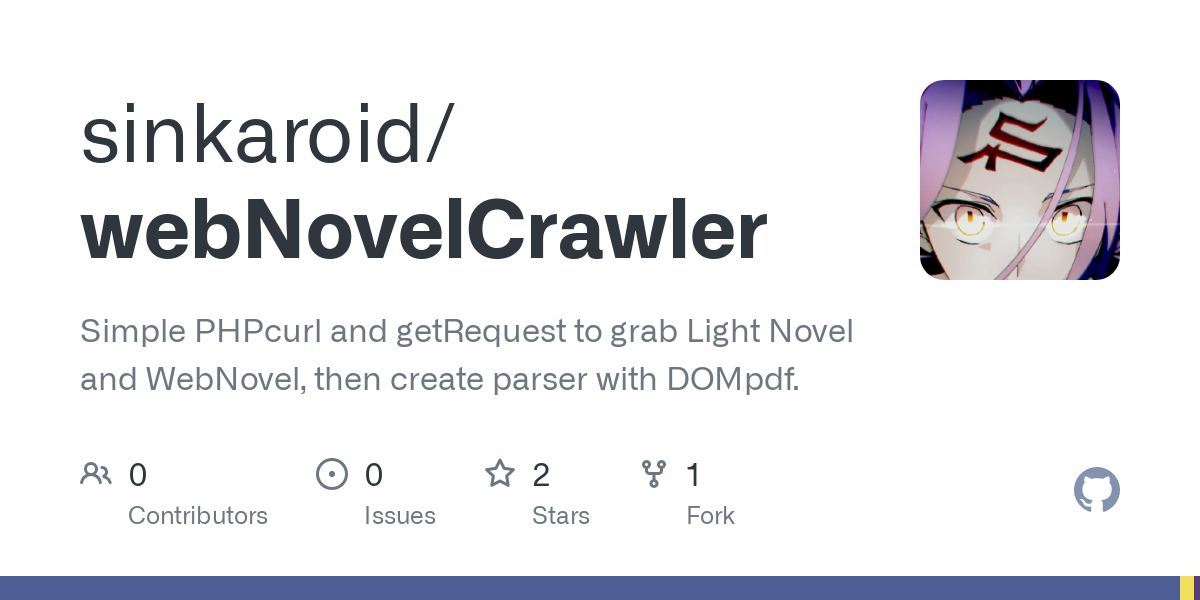 sinkaroid/
webNovelCrawler
Simple PHPcurl and getRequest to grab Light Novel
and WebNovel, then create parser with DOMpdf.
0 0 2 1
Contributors Issues Stars Fork